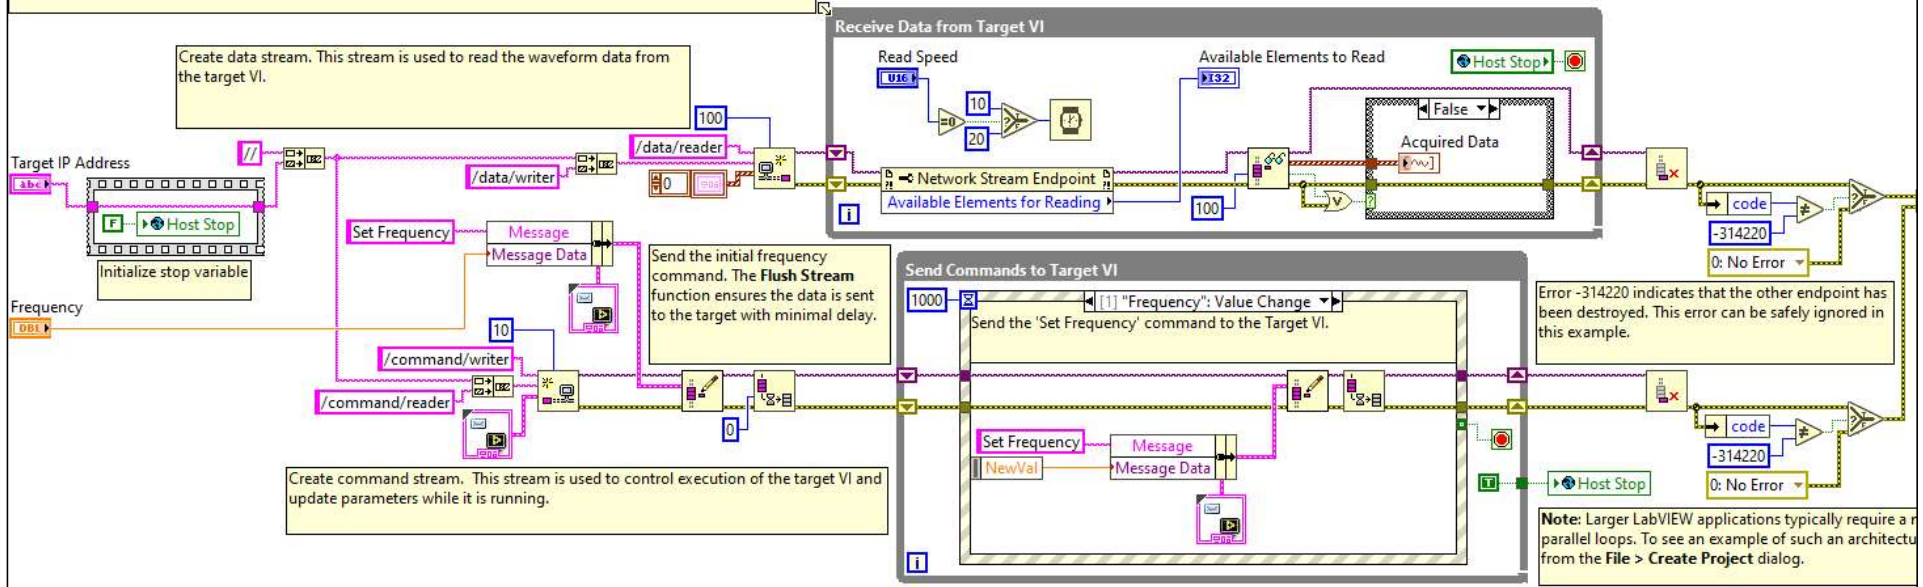 Receive Data from Target VI
Create data stream. This stream is used to read the waveform data from
the target VI.
Read Speed
U16
=0
10
20
Available Elements to Read
I32
Host Stop
False
Acquired Data
100
/data/reader
//
Target IP Address
abc
/data/writer
0
F
Host Stop
Initialize stop variable
Network Stream Endpoint
Available Elements for Reading
i
100
code
-314220
0: No Error
Set Frequency
Message
Message Data
Send the initial frequency
command. The Flush Stream
function ensures the data is sent
to the target with minimal delay.
Frequency
DBL
10
/command/writer
/command/reader
0
Create command stream.  This stream is used to control execution of the target VI and
update parameters while it is running.
Send Commands to Target VI
1000
[1] "Frequency": Value Change
Send the 'Set Frequency' command to the Target VI.
Set Frequency
NewVal
Message
Message Data
i
T
Host Stop
Error -314220 indicates that the other endpoint has
been destroyed. This error can be safely ignored in
this example.
code
-314220
0: No Error
Note: Larger LabVIEW applications typically require a
parallel loops. To see an example of such an
from the File > Create Project dialog.